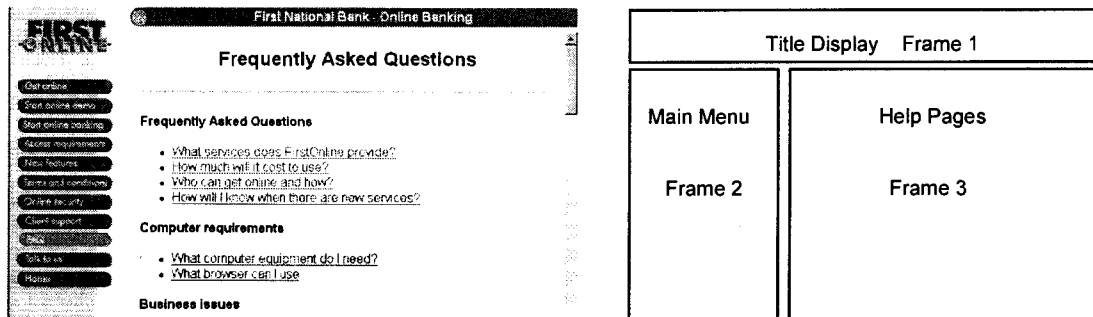 FIRST
ONLINE
Get online
Start online demo
Start online banking
Access requirements
New features
Terms and conditions
Online security
Client support
FAQs
Talk to us
Home
First National Bank - Online Banking
Frequently Asked Questions
Frequently Asked Questions
What services does FirstOnline provide?
How much will it cost to use?
Who can get online and how?
How will I know when there are new services?
Computer requirements
What computer equipment do I need?
What browser can I use
Business issues
Title Display Frame 1
Main Menu
Frame 2
Help Pages
Frame 3